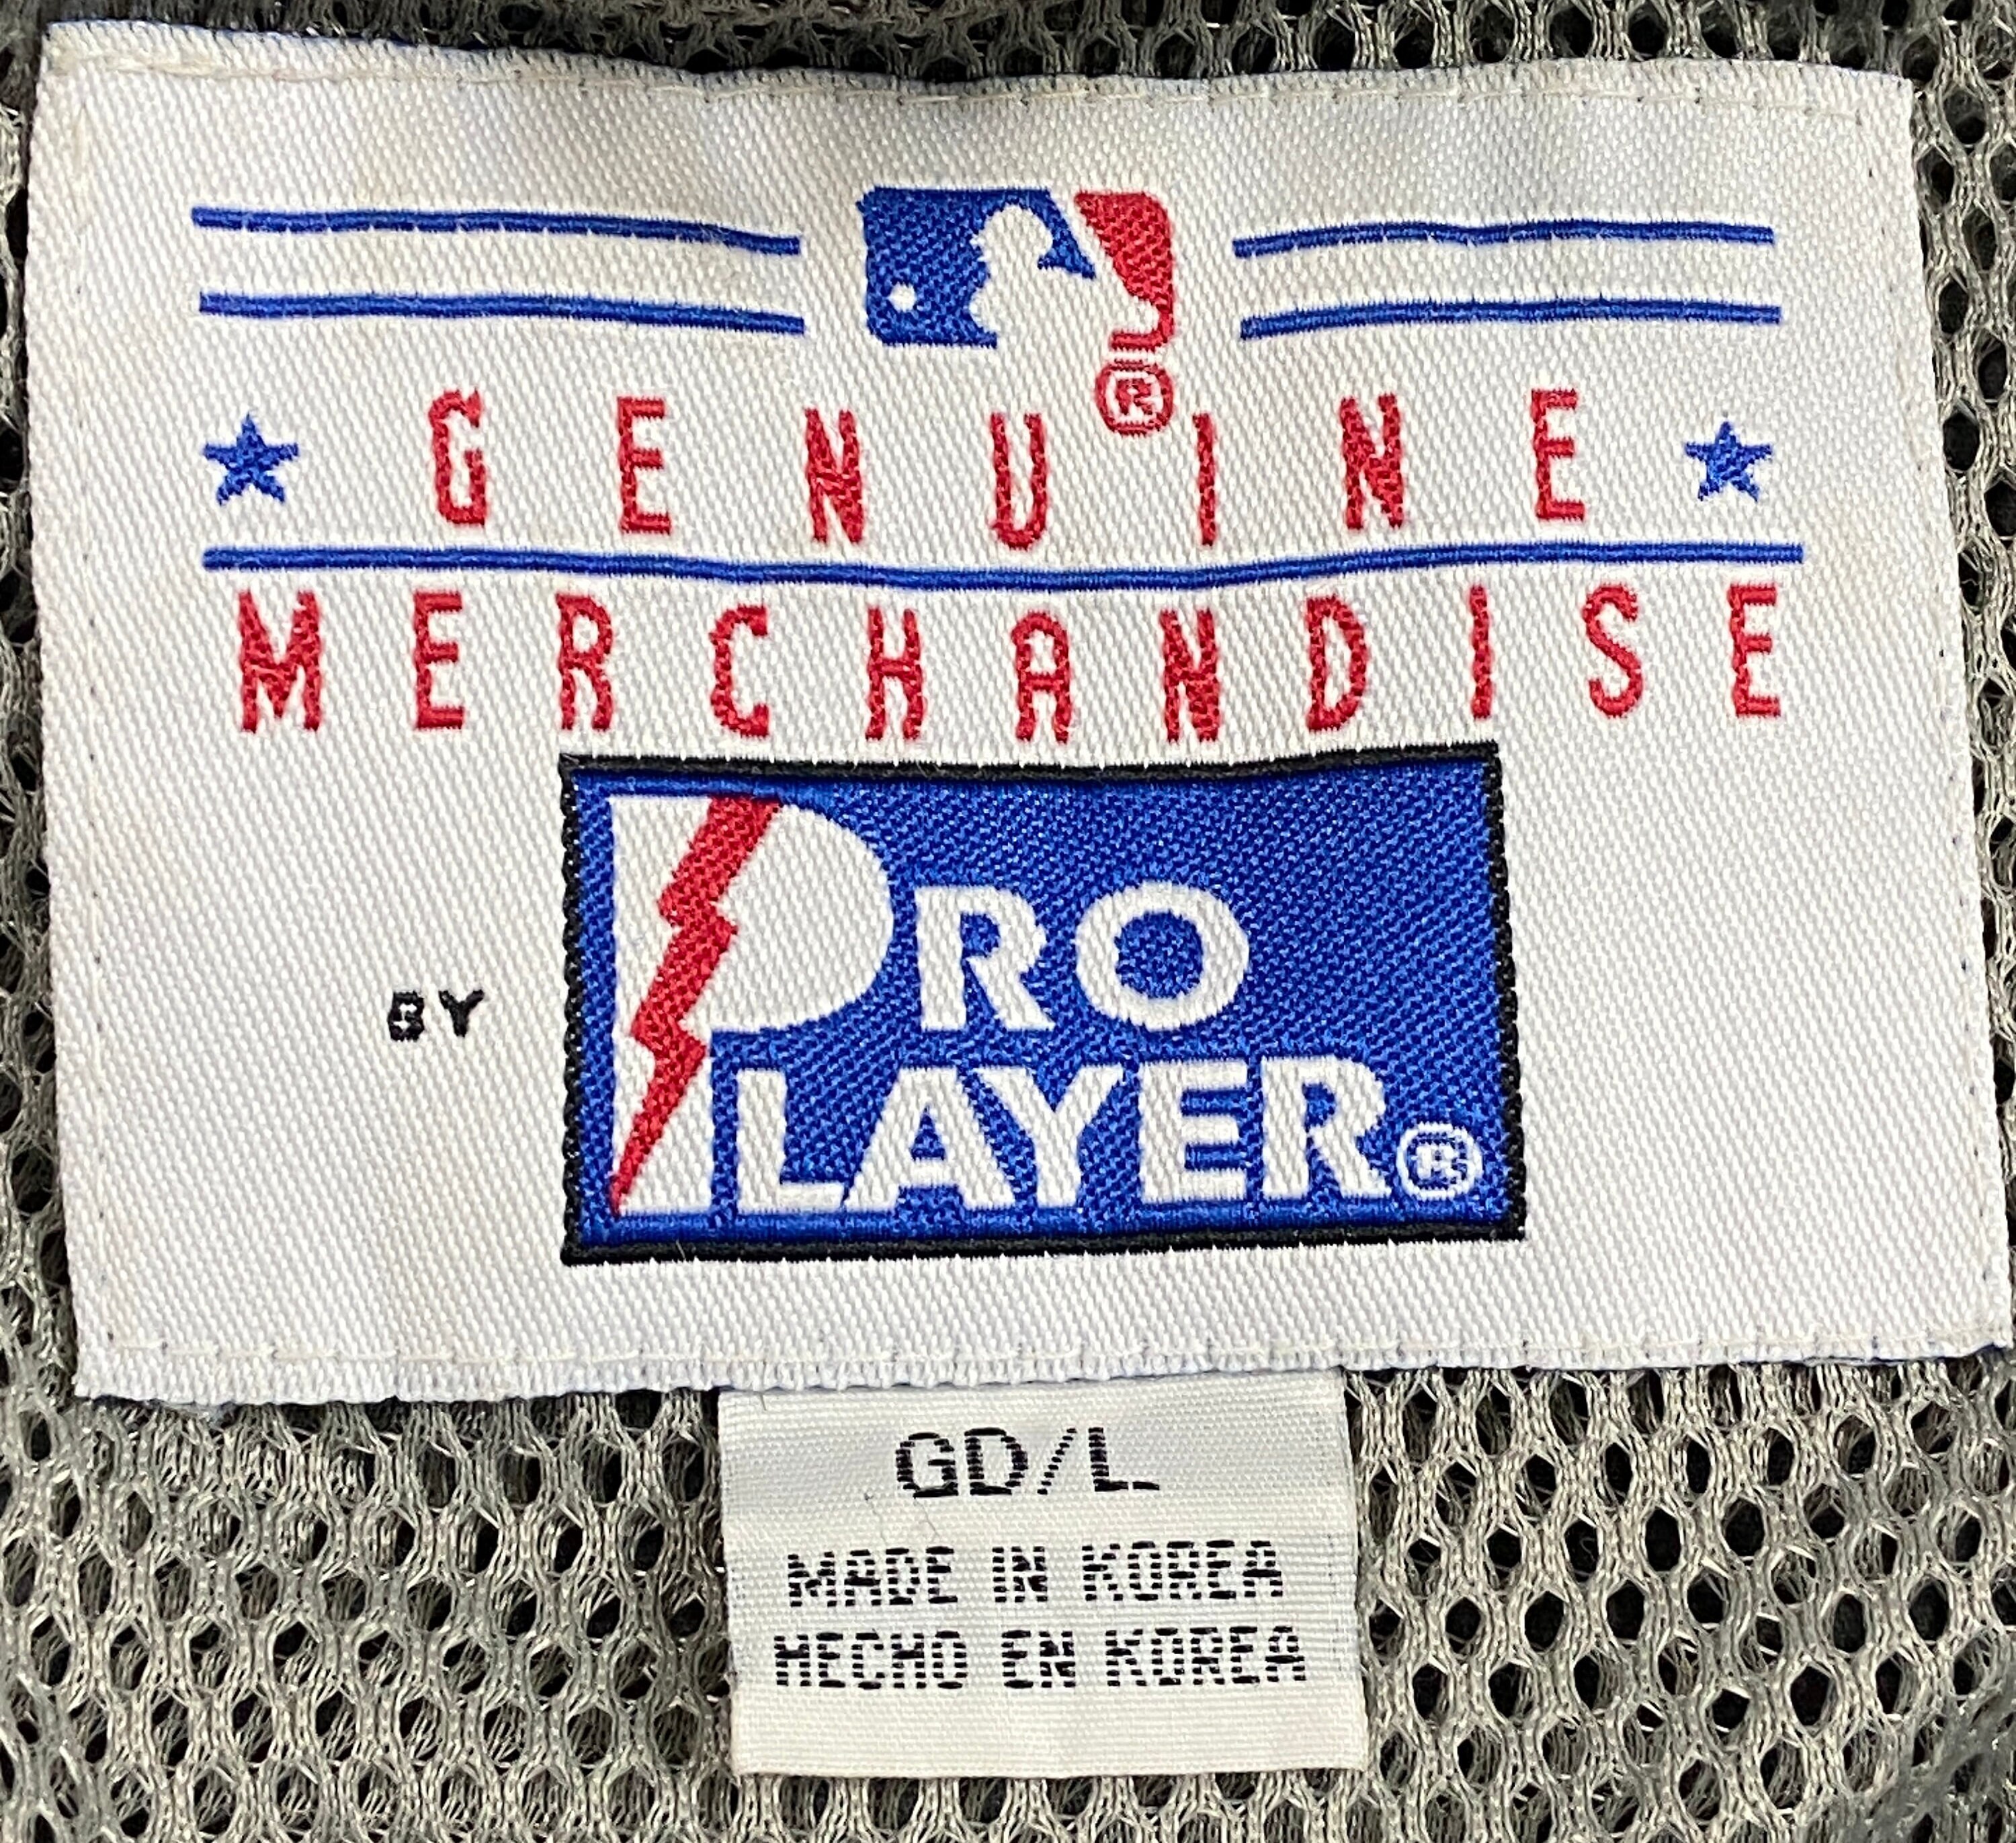 ®
GENUINE
MERCHANDISE
BY
PRO
PLAYER®
GD/L
MADE IN KOREA
HECHO EN KOREA